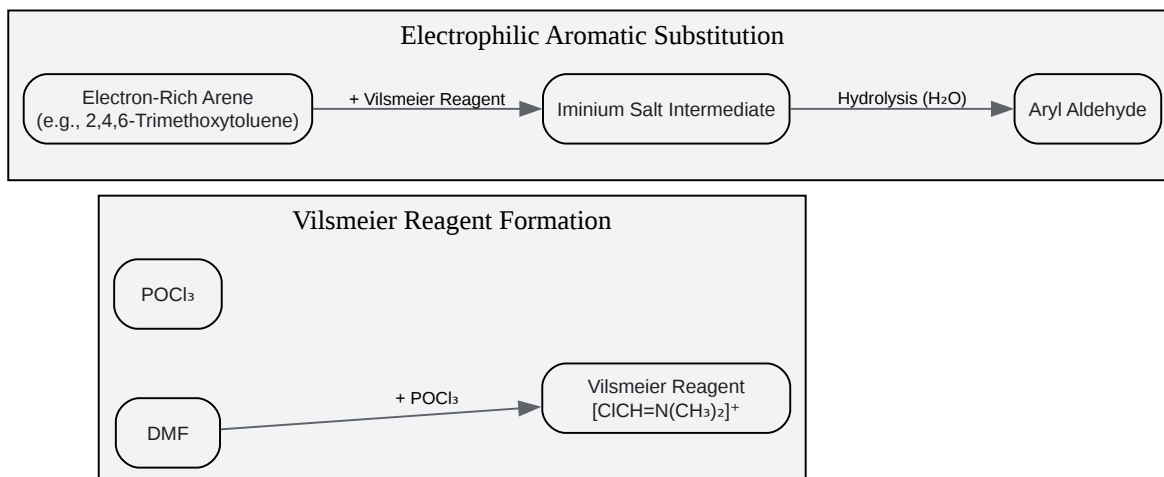 Electrophilic Aromatic Substitution
Electron-Rich Arene
(e.g., 2,4,6-Trimethoxytoluene)
+ Vilsmeier Reagent
Iminium Salt Intermediate
Hydrolysis (H₂O)
Aryl Aldehyde
Vilsmeier Reagent Formation
POCl₃
DMF
+ POCl₃
Vilsmeier Reagent
[ClCH=N(CH₃)₂]⁺